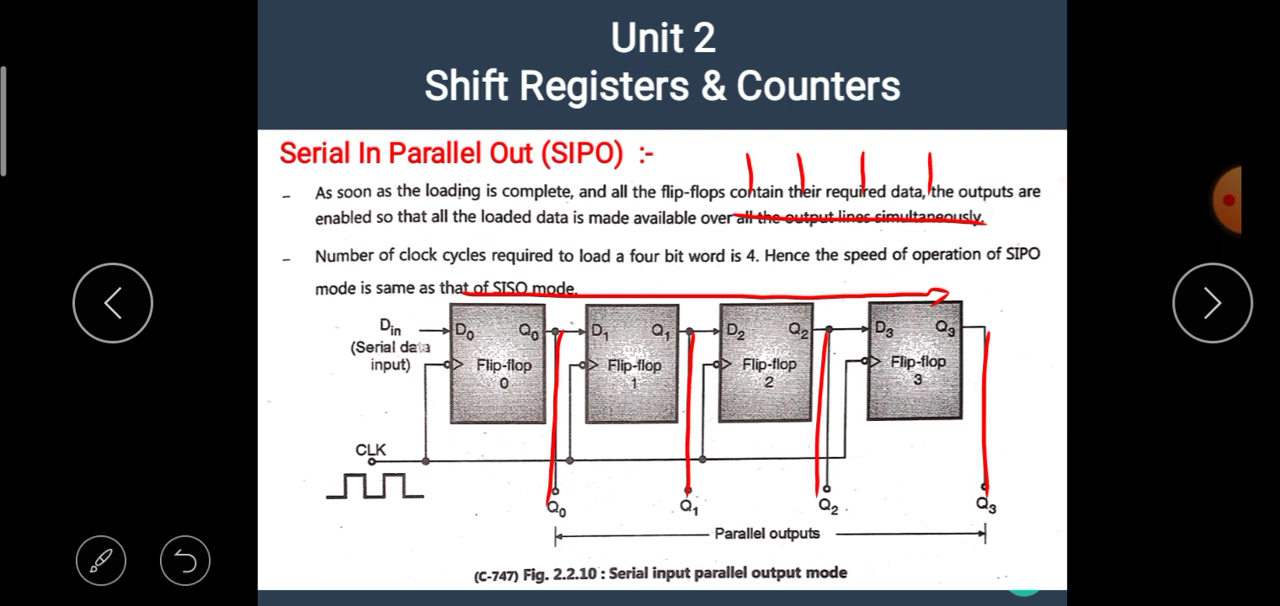 Unit 2
Shift Registers & Counters
Serial In Parallel Out (SIPO) :-
- As soon as the loading is complete, and all the flip-flops contain their required data, the outputs are
enabled so that all the loaded data is made available over all the output lines simultaneously.
- Number of clock cycles required to load a four bit word is 4. Hence the speed of operation of SIPO
mode is same as that of SISO mode.
Din
(Serial data
input)
D0 Q0
Flip-flop
0
D1 Q1
Flip-flop
1
D2 Q2
Flip-flop
2
D3 Q3
Flip-flop
3
CLK
Q0 Q1 Q2 Q3
Parallel outputs
(C-747) Fig. 2.2.10 : Serial input parallel output mode